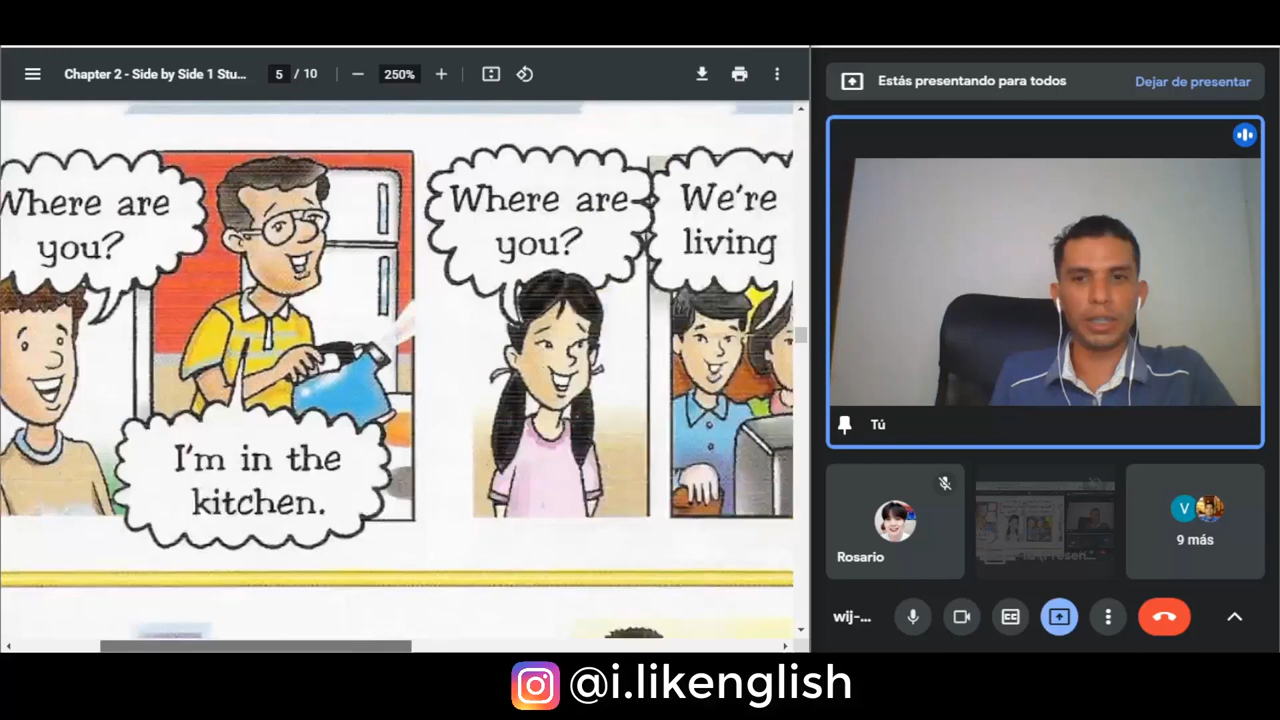 Chapter 2 - Side by Side 1 Stu...
5 / 10
250%
Where are
you?
I'm in the
kitchen.
Where are
you?
We're
living
Estás presentando para todos
Dejar de presentar
Tú
Rosario
V
9 más
wij-...
@i.likenglish